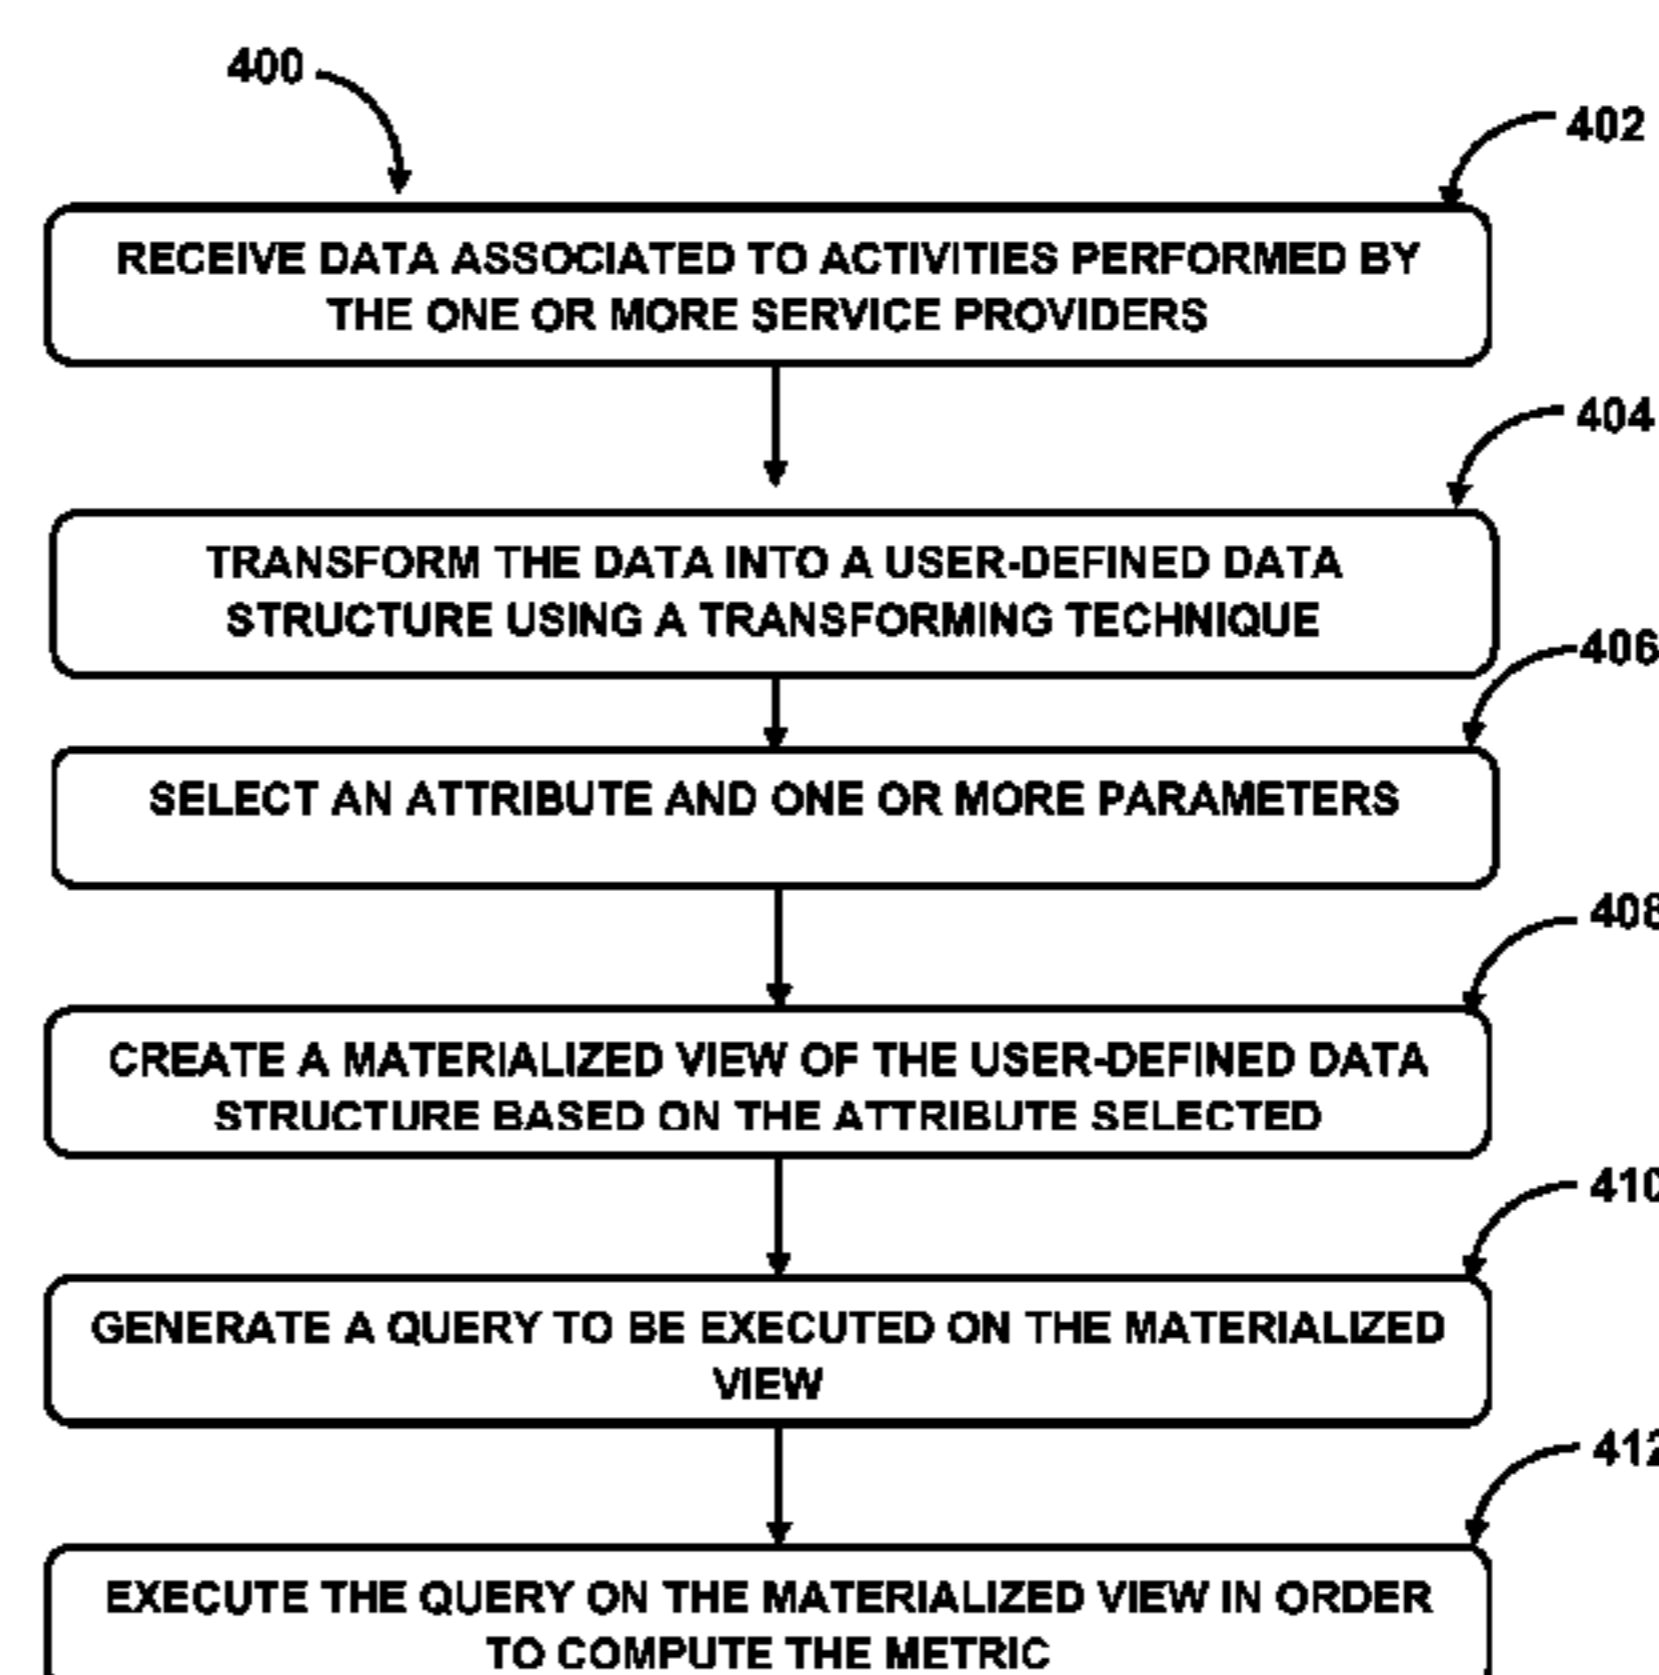 400
402
RECEIVE DATA ASSOCIATED TO ACTIVITIES PERFORMED BY
THE ONE OR MORE SERVICE PROVIDERS
404
TRANSFORM THE DATA INTO A USER-DEFINED DATA
STRUCTURE USING A TRANSFORMING TECHNIQUE
406
SELECT AN ATTRIBUTE AND ONE OR MORE PARAMETERS
408
CREATE A MATERIALIZED VIEW OF THE USER-DEFINED DATA
STRUCTURE BASED ON THE ATTRIBUTE SELECTED
410
GENERATE A QUERY TO BE EXECUTED ON THE MATERIALIZED
VIEW
412
EXECUTE THE QUERY ON THE MATERIALIZED VIEW IN ORDER
TO COMPUTE THE METRIC